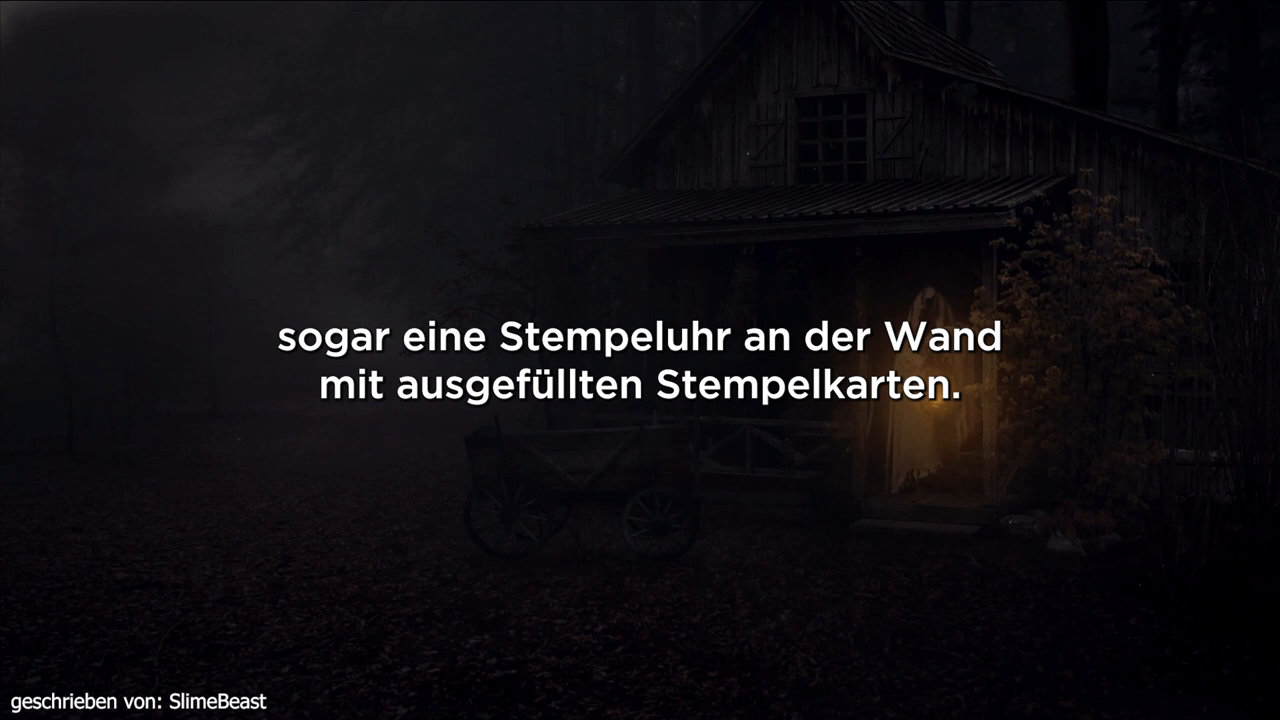 sogar eine Stempeluhr an der Wand
mit ausgefüllten Stempelkarten.
geschrieben von: SlimeBeast